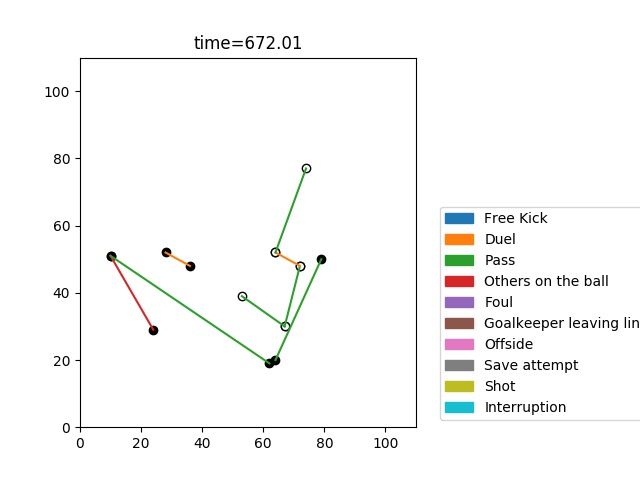 time=672.01
100
80
60
40
20
0
0 20 40 60 80 100
Free Kick
Duel
Pass
Others on the ball
Foul
Goalkeeper leaving lin
Offside
Save attempt
Shot
Interruption